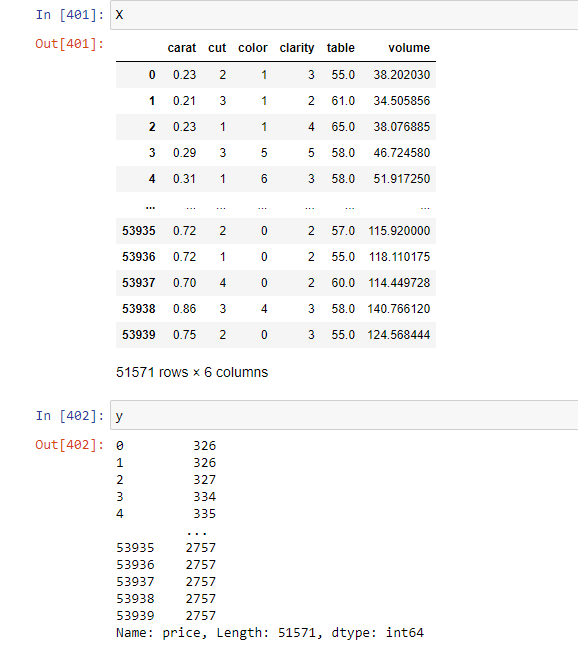 In [401]: X
Out[401]:
carat cut color clarity table volume
0 0.23 2 1 3 55.0 38.202030
1 0.21 3 1 2 61.0 34.505856
2 0.23 1 1 4 65.0 38.076885
3 0.29 3 5 5 58.0 46.724580
4 0.31 1 6 3 58.0 51.917250
... ... ... ... ... ... ...
53935 0.72 2 0 2 57.0 115.920000
53936 0.72 1 0 2 55.0 118.110175
53937 0.70 4 0 2 60.0 114.449728
53938 0.86 3 4 3 58.0 140.766120
53939 0.75 2 0 3 55.0 124.568444
51571 rows × 6 columns
In [402]: y
Out[402]: 0 326
1 326
2 327
3 334
4 335
...
53935 2757
53936 2757
53937 2757
53938 2757
53939 2757
Name: price, Length: 51571, dtype: int64